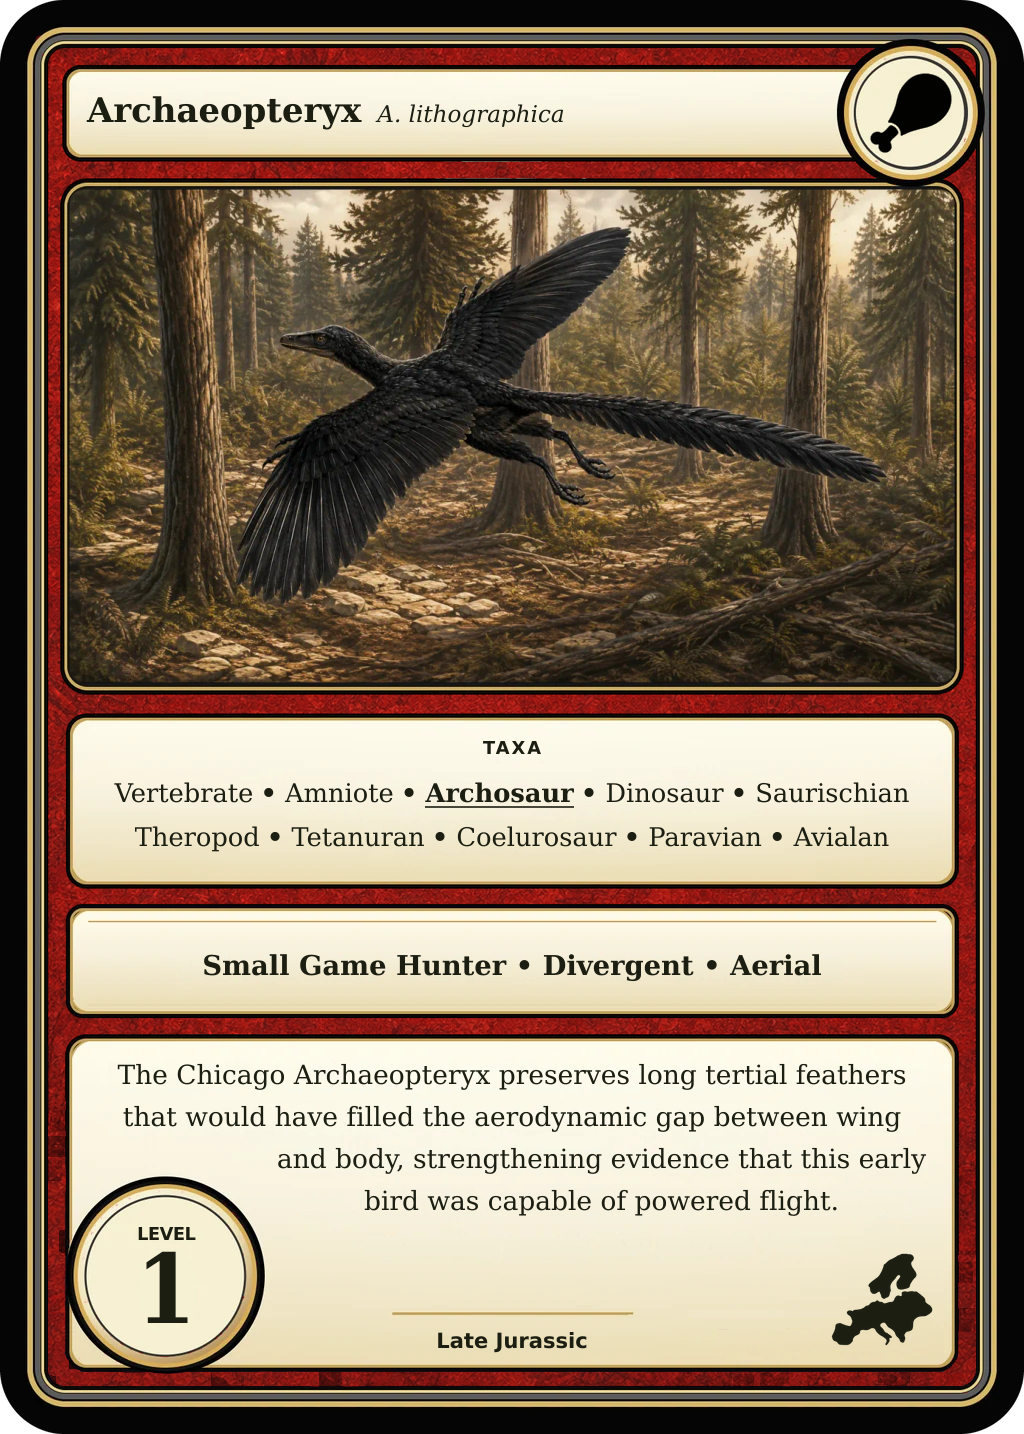 Archaeopteryx A. lithographica
TAXA
Vertebrate • Amniote • Archosaur • Dinosaur • Saurischian
Theropod • Tetanuran • Coelurosaur • Paravian • Avialan
Small Game Hunter • Divergent • Aerial
The Chicago Archaeopteryx preserves long tertial feathers
that would have filled the aerodynamic gap between wing
and body, strengthening evidence that this early
bird was capable of powered flight.
LEVEL
1
Late Jurassic